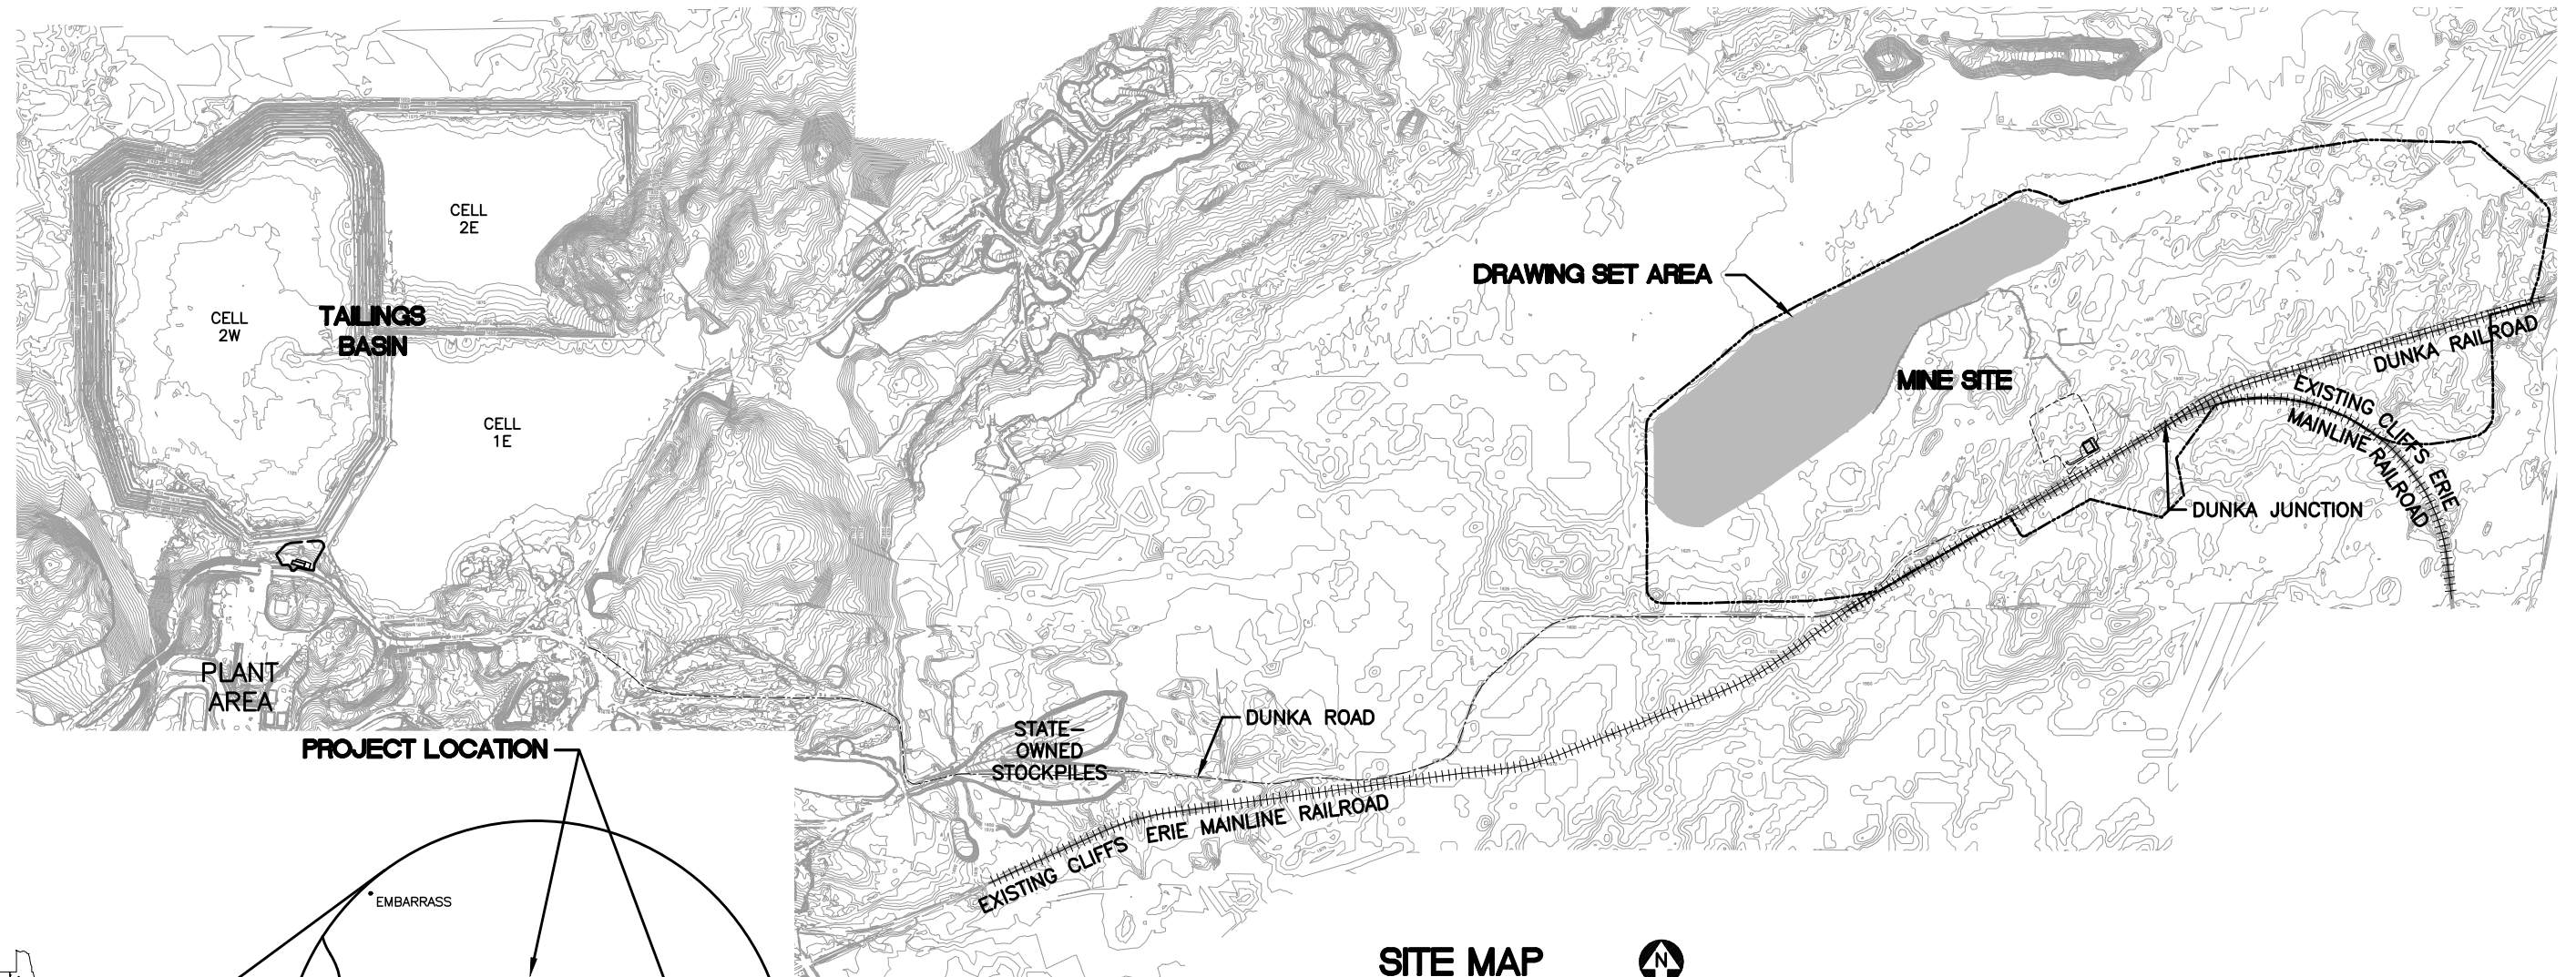 CELL
2E
CELL
2W
TAILINGS
BASIN
CELL
1E
DRAWING SET AREA
MINE SITE
DUNKA RAILROAD
EXISTING CLIFFS ERIE
MAINLINE RAILROAD
DUNKA JUNCTION
PLANT
AREA
STATE-
OWNED
STOCKPILES
DUNKA ROAD
EXISTING CLIFFS ERIE MAINLINE RAILROAD
PROJECT LOCATION
EMBARRASS
SITE MAP
N